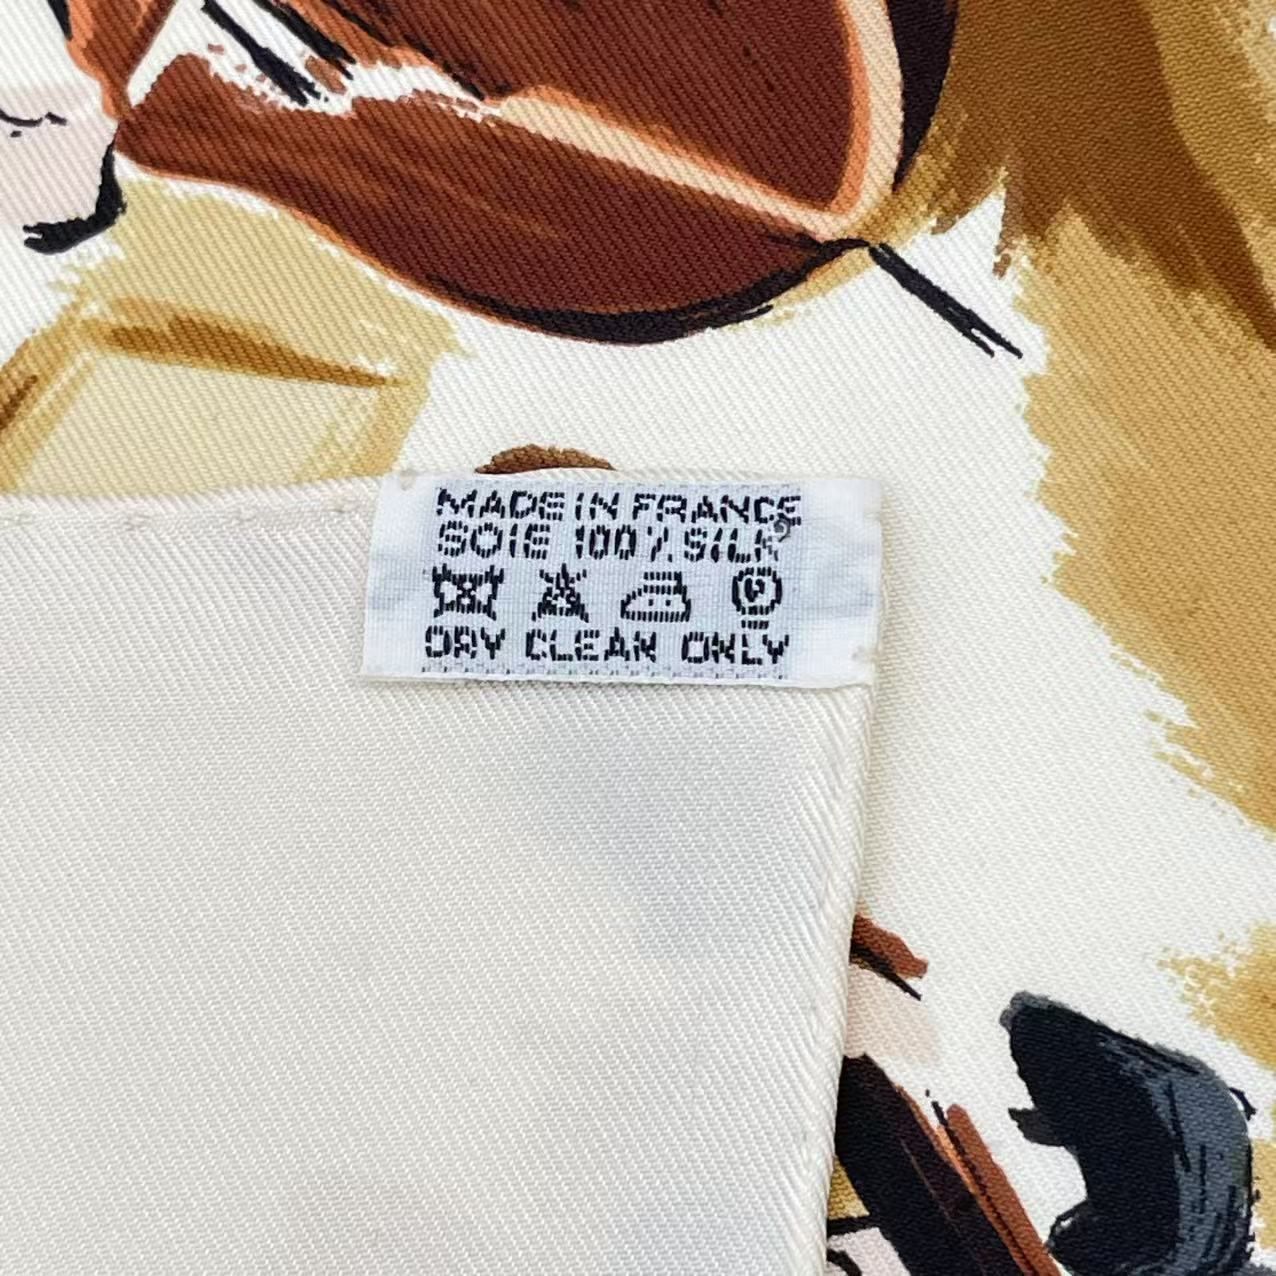 MADE IN FRANCE
SOIE 100% SILK
DRY CLEAN ONLY